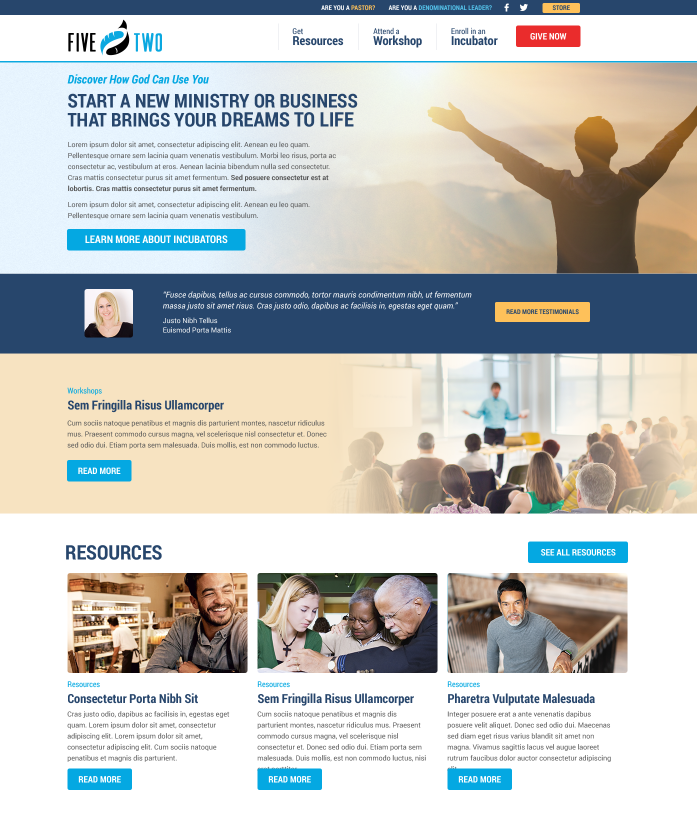 ARE YOU A PASTOR? ARE YOU A DENOMINATIONAL LEADER? STORE
FIVE TWO
Get
Resources
Attend a
Workshop
Enroll in an
Incubator
GIVE NOW
Discover How God Can Use You
START A NEW MINISTRY OR BUSINESS
THAT BRINGS YOUR DREAMS TO LIFE
Lorem ipsum dolor sit amet, consectetur adipiscing elit. Aenean eu leo quam.
Pellentesque ornare sem lacinia quam venenatis vestibulum. Morbi leo risus, porta ac
consectetur ac, vestibulum at eros. Aenean lacinia bibendum nulla sed consectetur.
Cras mattis consectetur purus sit amet fermentum. Sed posuere consectetur est at
lobortis. Cras mattis consectetur purus sit amet fermentum.
Lorem ipsum dolor sit amet, consectetur adipiscing elit. Aenean eu leo quam.
Pellentesque ornare sem lacinia quam venenatis vestibulum.
LEARN MORE ABOUT INCUBATORS
"Fusce dapibus, tellus ac cursus commodo, tortor mauris condimentum nibh, ut fermentum
massa justo sit amet risus. Cras justo odio, dapibus ac facilisis in, egestas eget quam."
Justo Nibh Tellus
Euismod Porta Mattis
READ MORE TESTIMONIALS
Workshops
Sem Fringilla Risus Ullamcorper
Cum sociis natoque penatibus et magnis dis parturient montes, nascetur ridiculus
mus. Praesent commodo cursus magna, vel scelerisque nisl consectetur et. Donec
sed odio dui. Etiam porta sem malesuada. Duis mollis, est non commodo luctus.
READ MORE
RESOURCES
SEE ALL RESOURCES
Resources
Consectetur Porta Nibh Sit
Cras justo odio, dapibus ac facilisis in, egestas eget
quam. Lorem ipsum dolor sit amet, consectetur
adipiscing elit. Lorem ipsum dolor sit amet,
consectetur adipiscing elit. Cum sociis natoque
penatibus et magnis dis parturient.
READ MORE
Resources
Sem Fringilla Risus Ullamcorper
Cum sociis natoque penatibus et magnis dis
parturient montes, nascetur ridiculus mus. Praesent
commodo cursus magna, vel scelerisque nisl
consectetur et. Donec sed odio dui. Etiam porta sem
malesuada. Duis mollis, est non commodo luctus, nisi
READ MORE
Resources
Pharetra Vulputate Malesuada
Integer posuere erat a ante venenatis dapibus
posuere velit aliquet. Donec sed odio dui. Maecenas
sed diam eget risus varius blandit sit amet non
magna. Vivamus sagittis lacus vel augue laoreet
rutrum faucibus dolor auctor consectetur adipiscing
READ MORE